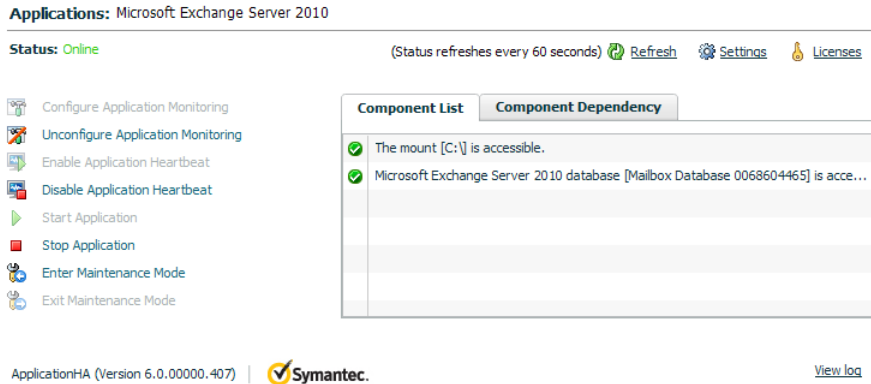 Applications: Microsoft Exchange Server 2010
Status: Online
(Status refreshes every 60 seconds) Refresh Settings Licenses
Configure Application Monitoring
Unconfigure Application Monitoring
Enable Application Heartbeat
Disable Application Heartbeat
Start Application
Stop Application
Enter Maintenance Mode
Exit Maintenance Mode
Component List Component Dependency
The mount [C:\] is accessible.
Microsoft Exchange Server 2010 database [Mailbox Database 0068604465] is acce...
ApplicationHA (Version 6.0.00000.407) Symantec. View log